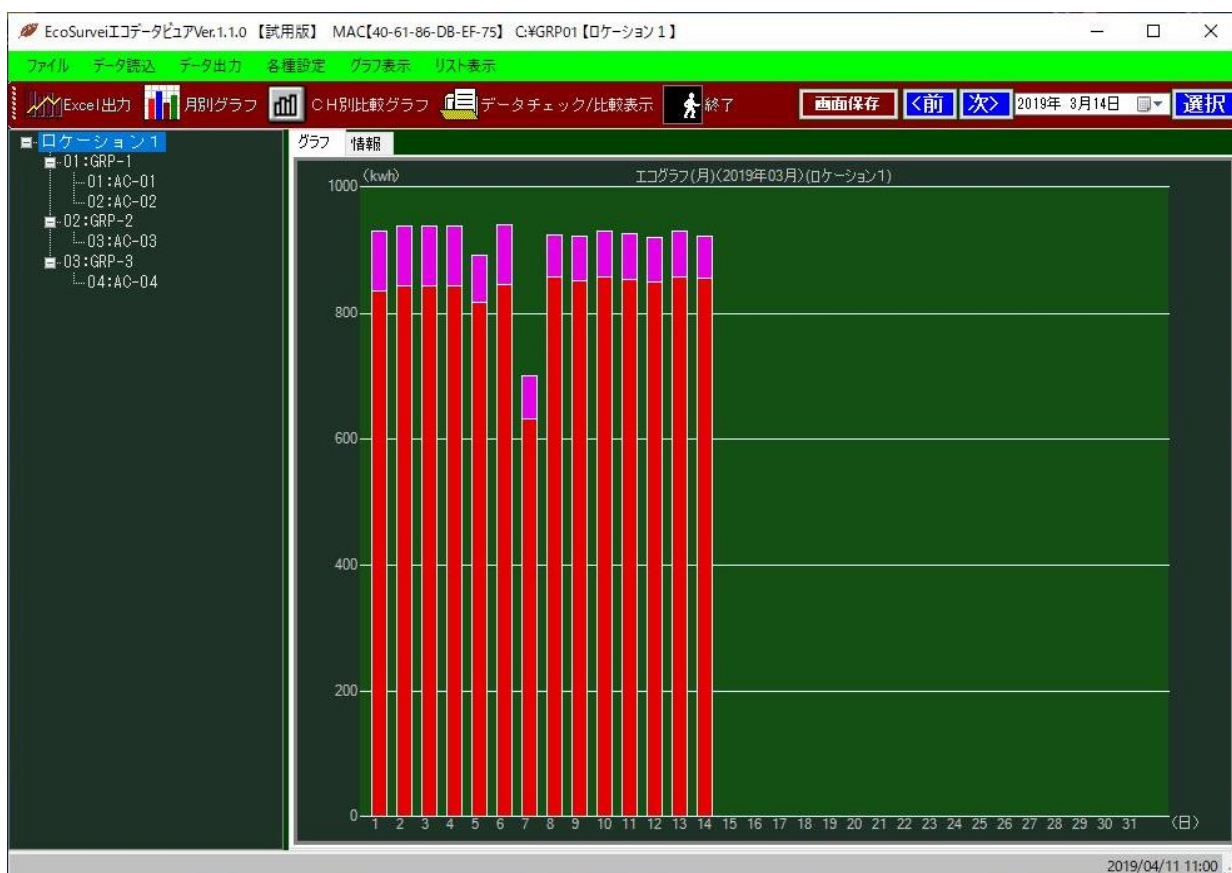 EcoSurveiエコデータビュアVer.1.1.0 【試用版】 MAC【40-61-86-DB-EF-75】 C:¥GRP01【ロケーション１】
ファイル データ読込 データ出力 各種設定 グラフ表示 リスト表示
Excel出力 月別グラフ ＣＨ別比較グラフ データチェック/比較表示 終了 画面保存 <前 次> 2019年 3月14日 選択
ロケーション１
01:GRP-1
01:AC-01
02:AC-02
02:GRP-2
03:AC-03
03:GRP-3
04:AC-04
グラフ 情報
(kwh) エコグラフ(月)(2019年03月)(ロケーション1)
1000
800
600
400
200
0
1 2 3 4 5 6 7 8 9 10 11 12 13 14 15 16 17 18 19 20 21 22 23 24 25 26 27 28 29 30 31 (日)
2019/04/11 11:00